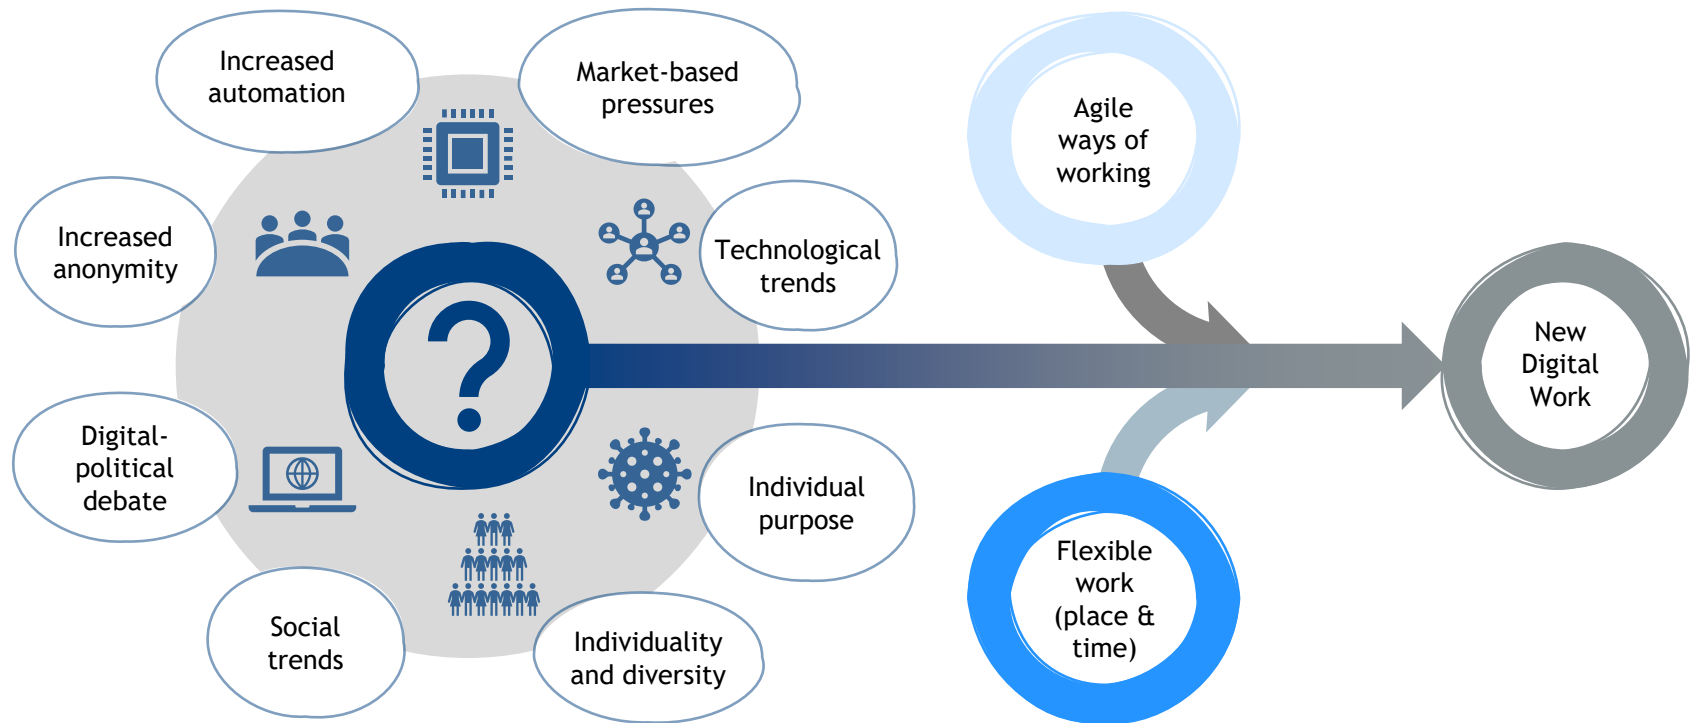 Increased
automation
Market-based
pressures
Increased
anonymity
Technological
trends
Digital-
political
debate
Individual
purpose
Social
trends
Individuality
and diversity
?
Agile
ways of
working
Flexible
work
(place &
time)
New
Digital
Work